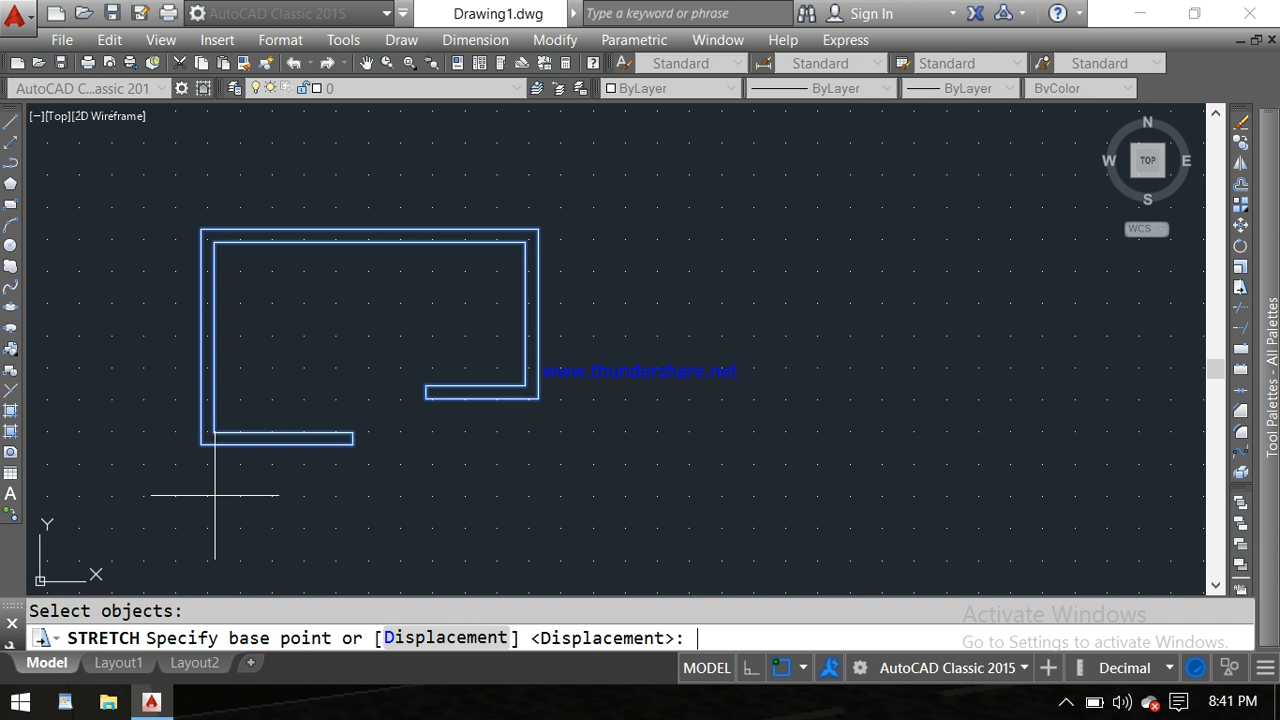 AutoCAD Classic 2015
Drawing1.dwg
Type a keyword or phrase
Sign In
File Edit View Insert Format Tools Draw Dimension Modify Parametric Window Help Express
Standard Standard Standard Standard
AutoCAD C...assic 201 0 ByLayer ByLayer ByLayer ByColor
[−][Top][2D Wireframe]
N
W TOP E
S
WCS
www.thundershare.net
Tool Palettes - All Palettes
Y
X
Select objects:
STRETCH Specify base point or [Displacement] <Displacement>:
Activate Windows
Go to Settings to activate Windows.
Model Layout1 Layout2 + MODEL AutoCAD Classic 2015 Decimal
8:41 PM